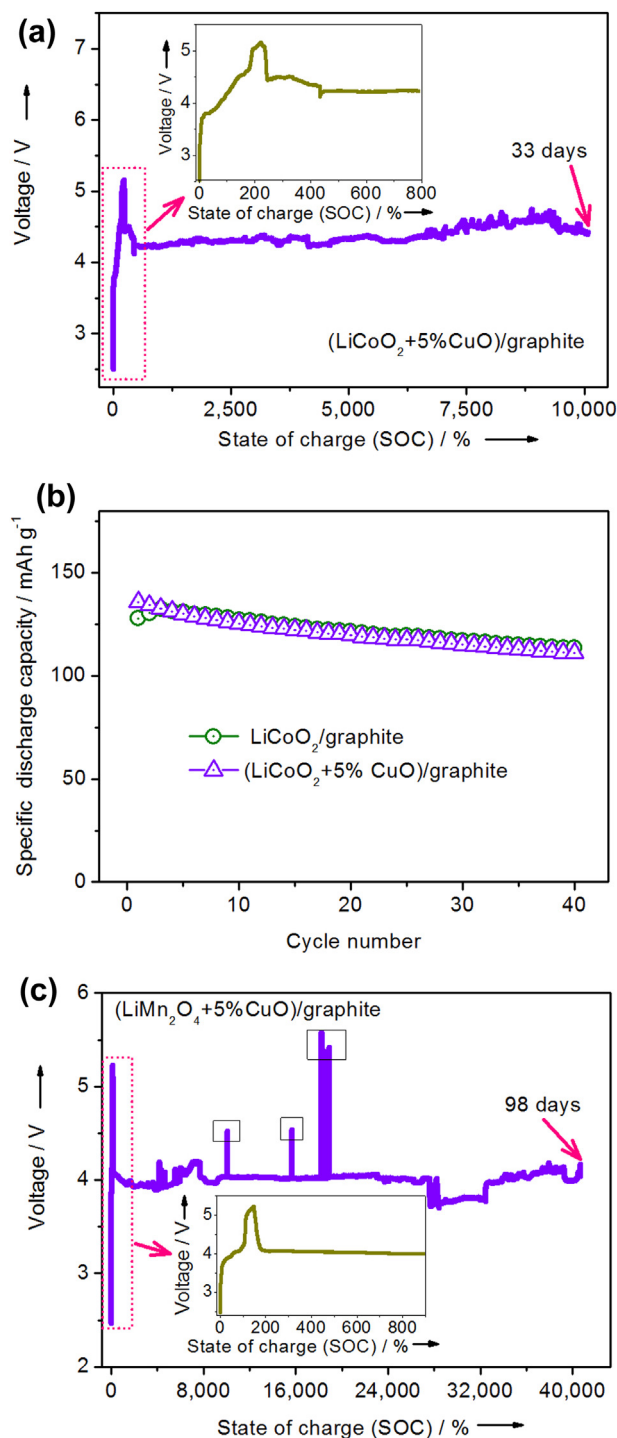 (a)
Voltage / V
7
6
5
4
3
0
2,500
5,000
7,500
10,000
State of charge (SOC) / %
Voltage / V
5
4
3
0
200
400
600
800
State of charge (SOC) / %
33 days
(LiCoO₂+5%CuO)/graphite
(b)
Specific discharge capacity / mAh g⁻¹
150
100
50
0
LiCoO₂/graphite
(LiCoO₂+5% CuO)/graphite
0
10
20
30
40
Cycle number
(c)
(LiMn₂O₄+5%CuO)/graphite
Voltage / V
6
5
4
3
2
98 days
Voltage / V
5
4
3
0
200
400
600
800
State of charge (SOC) / %
0
8,000
16,000
24,000
32,000
40,000
State of charge (SOC) / %